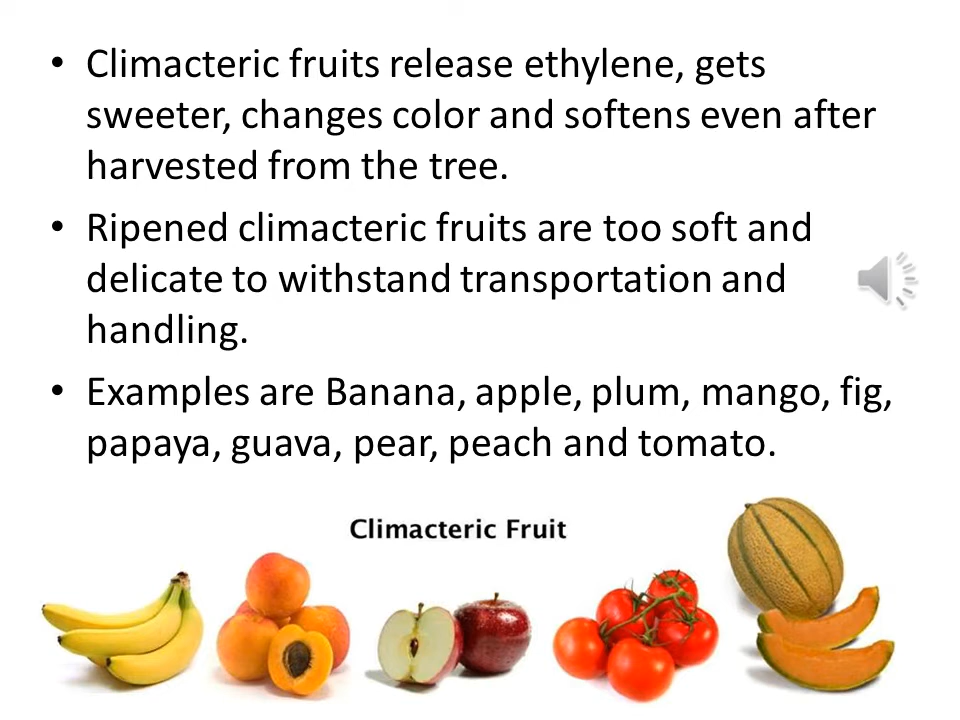 • Climacteric fruits release ethylene, gets
sweeter, changes color and softens even after
harvested from the tree.
• Ripened climacteric fruits are too soft and
delicate to withstand transportation and
handling.
• Examples are Banana, apple, plum, mango, fig,
papaya, guava, pear, peach and tomato.
Climacteric Fruit